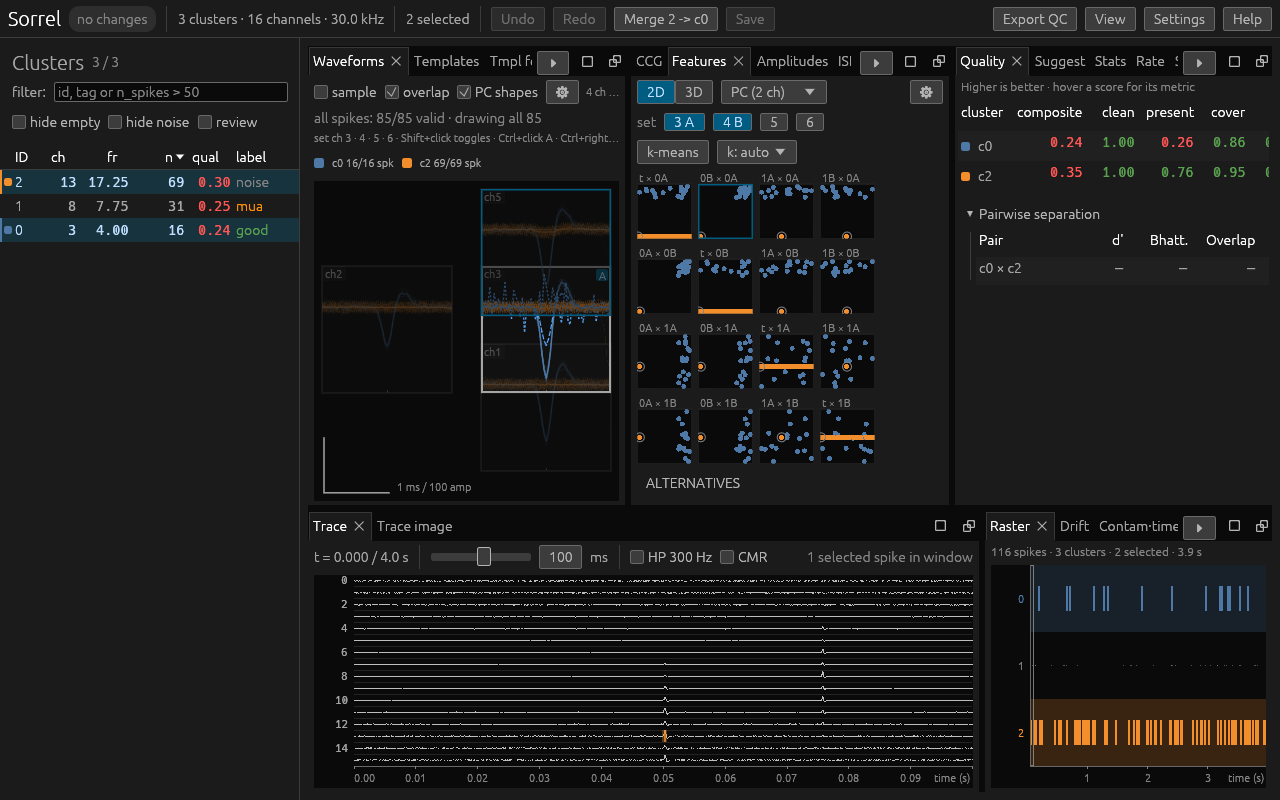 Sorrel no changes 3 clusters · 16 channels · 30.0 kHz 2 selected Undo Redo Merge 2 -> c0 Save Export QC View Settings Help
Clusters 3 / 3
filter: id, tag or n_spikes > 50
hide empty hide noise review
ID ch fr n qual label
2 13 17.25 69 0.30 noise
1 8 7.75 31 0.25 mua
0 3 4.00 16 0.24 good
Waveforms Templates Tmpl
sample overlap PC shapes 4 ch ...
all spikes: 85/85 valid · drawing all 85
set ch 3 · 4 · 5 · 6 · Shift+click toggles · Ctrl+click A · Ctrl+right...
c0 16/16 spk c2 69/69 spk
ch5
ch2
ch3 A
ch1
1 ms / 100 amp
CCG Features Amplitudes ISI
2D 3D PC (2 ch)
set 3 A 4 B 5 6
k-means k: auto
t × 0A 0B × 0A 1A × 0A 1B × 0A
0A × 0B t × 0B 1A × 0B 1B × 0B
0A × 1A 0B × 1A t × 1A 1B × 1A
0A × 1B 0B × 1B 1A × 1B t × 1B
ALTERNATIVES
Quality Suggest Stats Rate
Higher is better · hover a score for its metric
cluster composite clean present cover
c0 0.24 1.00 0.26 0.86
c2 0.35 1.00 0.76 0.95
Pairwise separation
Pair d' Bhatt. Overlap
c0 × c2 — — —
Trace Trace image
t = 0.000 / 4.0 s 100 ms HP 300 Hz CMR 1 selected spike in window
0
2
4
6
8
10
12
14
0.00 0.01 0.02 0.03 0.04 0.05 0.06 0.07 0.08 0.09 time (s)
Raster Drift Contam·time
116 spikes · 3 clusters · 2 selected · 3.9 s
0
1
2
1 2 3 time (s)